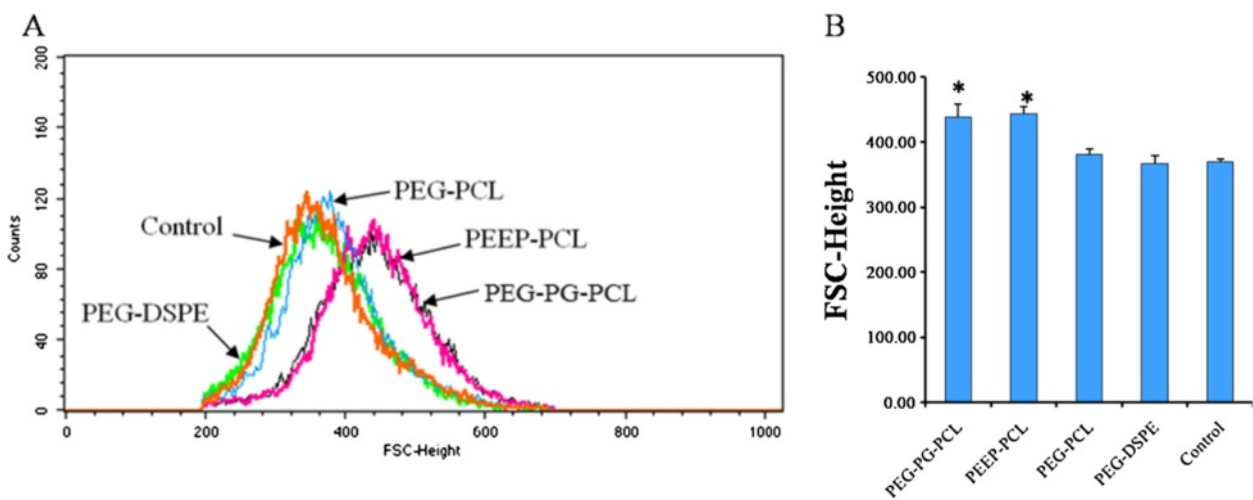 A
B
200
160
120
80
40
0
Counts
0
200
400
600
800
1000
FSC-Height
PEG-PCL
Control
PEEP-PCL
PEG-PG-PCL
PEG-DSPE
500.00
400.00
300.00
200.00
100.00
0.00
FSC-Height
*
*
PEG-PG-PCL
PEEP-PCL
PEG-PCL
PEG-DSPE
Control